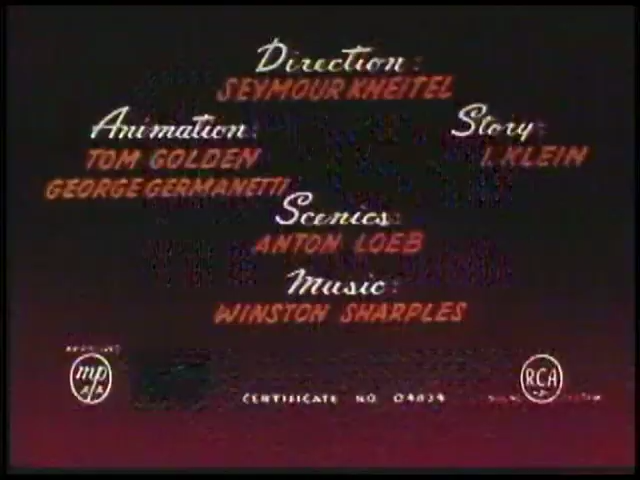 Direction:
SEYMOUR KNEITEL
Animation:
TOM GOLDEN
GEORGE GERMANETTI
Story:
I. KLEIN
Scenics:
ANTON LOEB
Music:
WINSTON SHARPLES
mp
AA
CERTIFICATE NO.
RCA